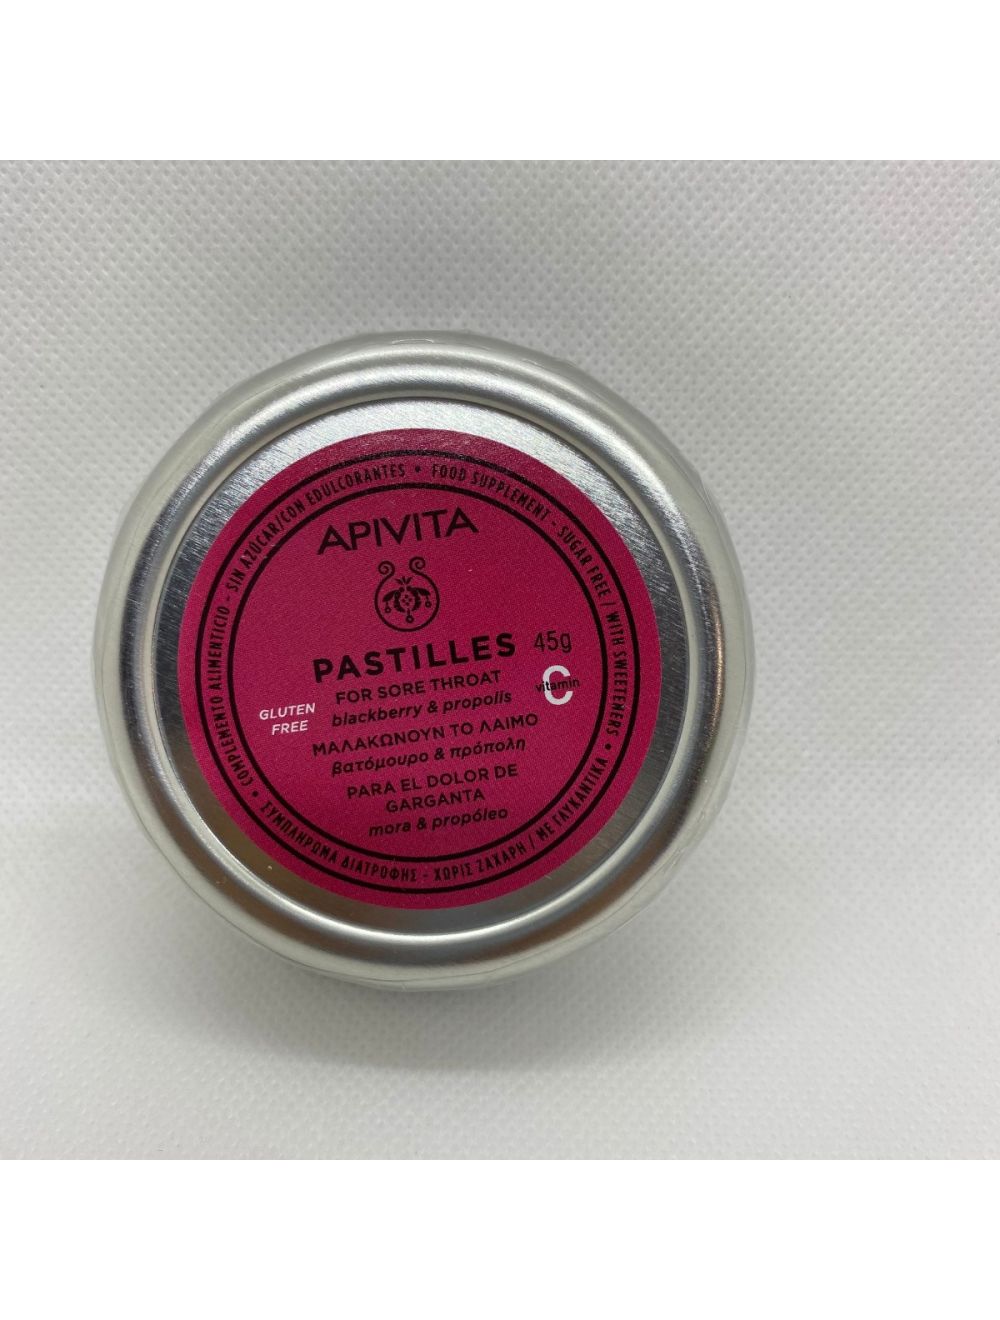 COMPLEMENTO ALIMENTICIO - SIN AZÚCAR/CON EDULCORANTES • FOOD SUPPLEMENT - SUGAR FREE / WITH SWEETENERS •
ΣΥΜΠΛΗΡΩΜΑ ΔΙΑΤΡΟΦΗΣ - ΧΩΡΙΣ ΖΑΧΑΡΗ / ΜΕ ΓΛΥΚΑΝΤΙΚΑ •
APIVITA
PASTILLES 45g
FOR SORE THROAT
blackberry & propolis
GLUTEN
FREE
C
vitamin
ΜΑΛΑΚΩΝΟΥΝ ΤΟ ΛΑΙΜΟ
βατόμουρο & πρόπολη
PARA EL DOLOR DE
GARGANTA
mora & propóleo